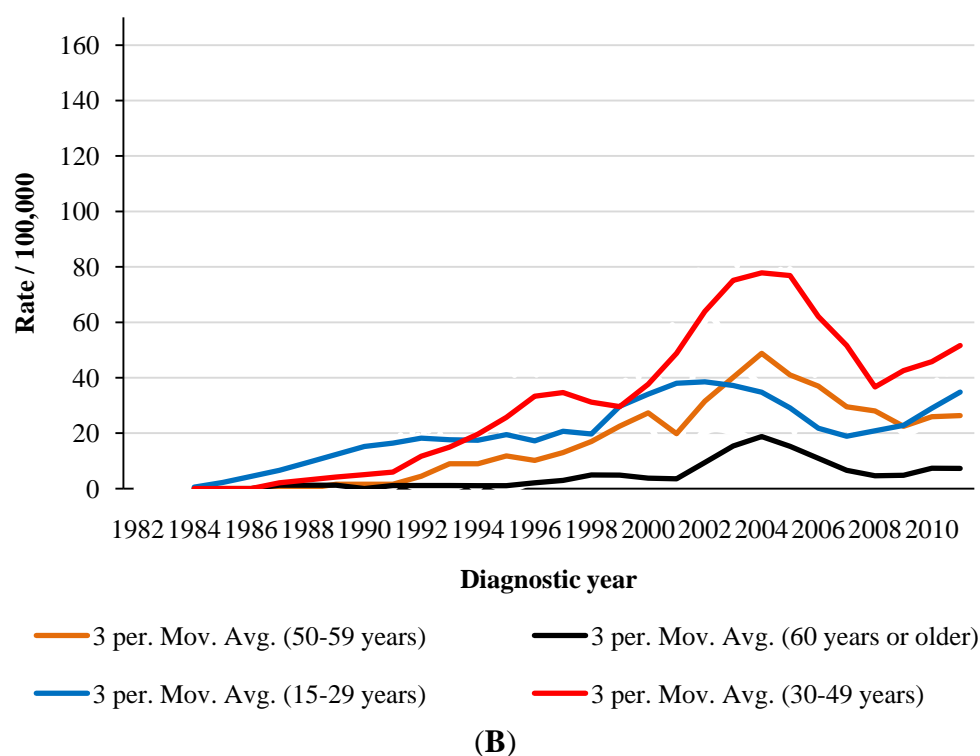 160
140
120
100
80
60
40
20
0
Rate / 100,000
1982 1984 1986 1988 1990 1992 1994 1996 1998 2000 2002 2004 2006 2008 2010
Diagnostic year
3 per. Mov. Avg. (50-59 years) 3 per. Mov. Avg. (60 years or older)
3 per. Mov. Avg. (15-29 years) 3 per. Mov. Avg. (30-49 years)
(B)